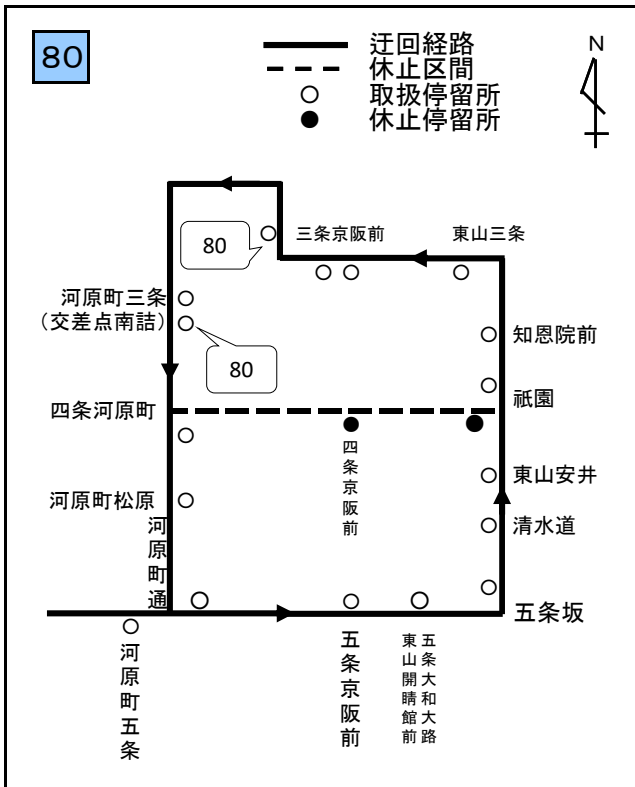 80
迂回経路
休止区間
取扱停留所
休止停留所
N
三条京阪前
東山三条
80
河原町三条
（交差点南詰）
知恩院前
80
四条河原町
祇園
四条京阪前
東山安井
河原町松原
清水道
河原町通
五条坂
河原町五条
五条京阪前
五条大和大路
東山開睛館前